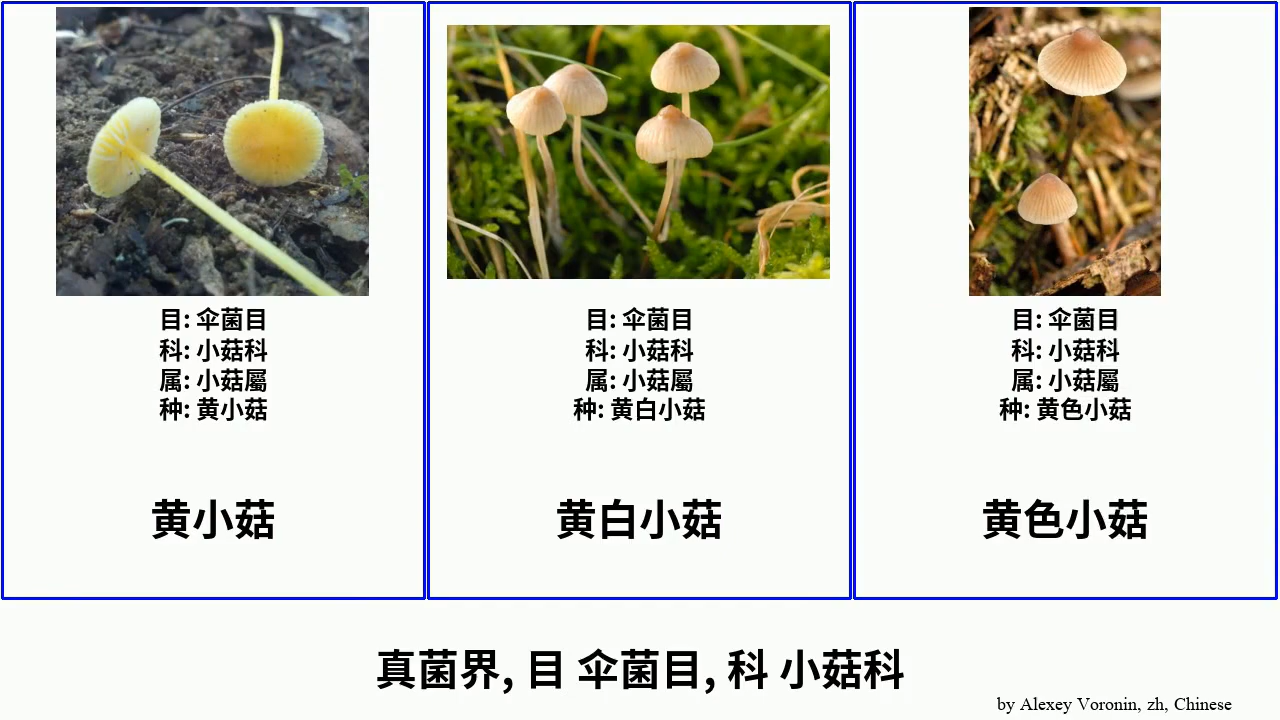 目: 伞菌目
科: 小菇科
属: 小菇屬
种: 黄小菇
黄小菇
目: 伞菌目
科: 小菇科
属: 小菇屬
种: 黄白小菇
黄白小菇
目: 伞菌目
科: 小菇科
属: 小菇屬
种: 黄色小菇
黄色小菇
真菌界, 目 伞菌目, 科 小菇科
by Alexey Voronin, zh, Chinese